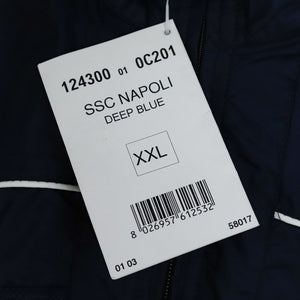 124300 01 0C201
SSC NAPOLI
DEEP BLUE
XXL
8 026957 612532
01 03 58017